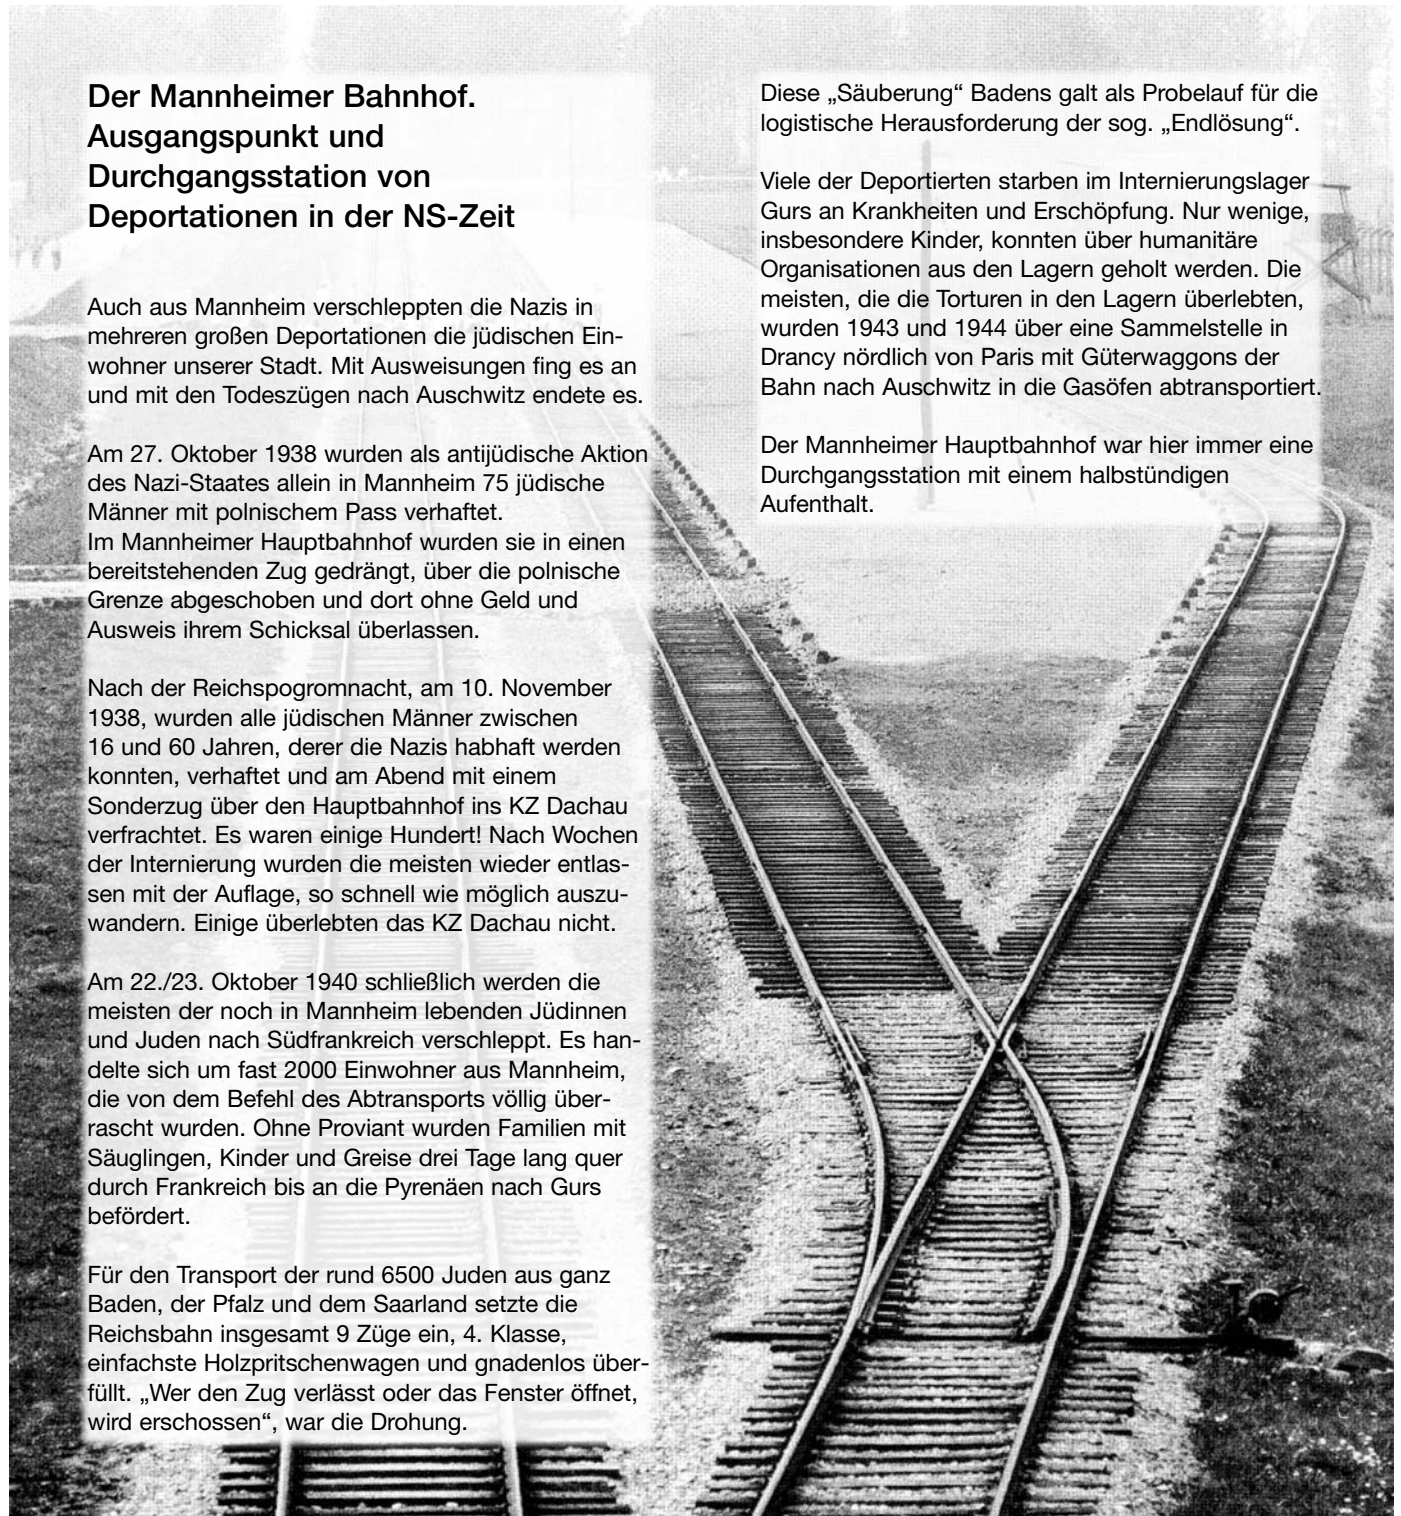 Der Mannheimer Bahnhof.
Ausgangspunkt und
Durchgangsstation von
Deportationen in der NS-Zeit
Auch aus Mannheim verschleppten die Nazis in
mehreren großen Deportationen die jüdischen Ein-
wohner unserer Stadt. Mit Ausweisungen fing es an
und mit den Todeszügen nach Auschwitz endete es.
Am 27. Oktober 1938 wurden als antijüdische Aktion
des Nazi-Staates allein in Mannheim 75 jüdische
Männer mit polnischem Pass verhaftet.
Im Mannheimer Hauptbahnhof wurden sie in einen
bereitstehenden Zug gedrängt, über die polnische
Grenze abgeschoben und dort ohne Geld und
Ausweis ihrem Schicksal überlassen.
Nach der Reichspogromnacht, am 10. November
1938, wurden alle jüdischen Männer zwischen
16 und 60 Jahren, derer die Nazis habhaft werden
konnten, verhaftet und am Abend mit einem
Sonderzug über den Hauptbahnhof ins KZ Dachau
verfrachtet. Es waren einige Hundert! Nach Wochen
der Internierung wurden die meisten wieder entlas-
sen mit der Auflage, so schnell wie möglich auszu-
wandern. Einige überlebten das KZ Dachau nicht.
Am 22./23. Oktober 1940 schließlich werden die
meisten der noch in Mannheim lebenden Jüdinnen
und Juden nach Südfrankreich verschleppt. Es han-
delte sich um fast 2000 Einwohner aus Mannheim,
die von dem Befehl des Abtransports völlig über-
rascht wurden. Ohne Proviant wurden Familien mit
Säuglingen, Kinder und Greise drei Tage lang quer
durch Frankreich bis an die Pyrenäen nach Gurs
befördert.
Für den Transport der rund 6500 Juden aus ganz
Baden, der Pfalz und dem Saarland setzte die
Reichsbahn insgesamt 9 Züge ein, 4. Klasse,
einfachste Holzpritschenwagen und gnadenlos über-
füllt. „Wer den Zug verlässt oder das Fenster öffnet,
wird erschossen“, war die Drohung.
Diese „Säuberung“ Badens galt als Probelauf für die
logistische Herausforderung der sog. „Endlösung“.
Viele der Deportierten starben im Internierungslager
Gurs an Krankheiten und Erschöpfung. Nur wenige,
insbesondere Kinder, konnten über humanitäre
Organisationen aus den Lagern geholt werden. Die
meisten, die die Torturen in den Lagern überlebten,
wurden 1943 und 1944 über eine Sammelstelle in
Drancy nördlich von Paris mit Güterwaggons der
Bahn nach Auschwitz in die Gasöfen abtransportiert.
Der Mannheimer Hauptbahnhof war hier immer eine
Durchgangsstation mit einem halbstündigen
Aufenthalt.